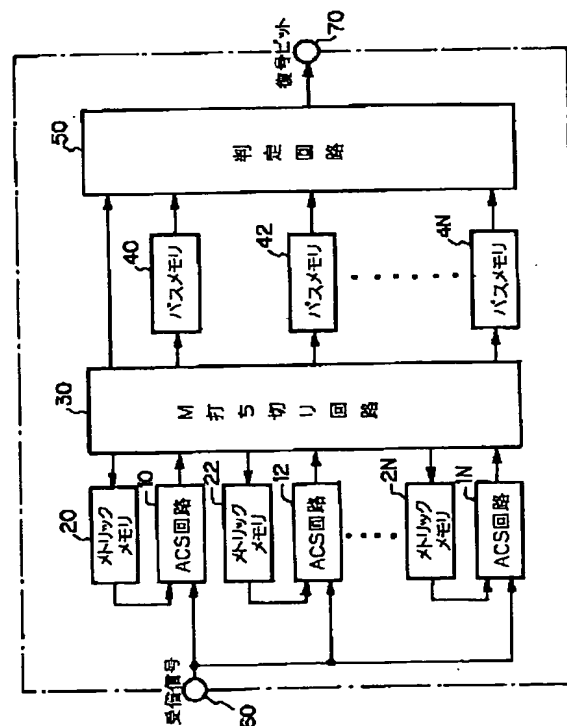 受信信号
60
20
メトリック
メモリ
10
ACS回路
22
メトリック
メモリ
12
ACS回路
2N
メトリック
メモリ
1N
ACS回路
30
M打ち切り回路
40
パスメモリ
42
パスメモリ
4N
パスメモリ
50
判定回路
復号ビット
70